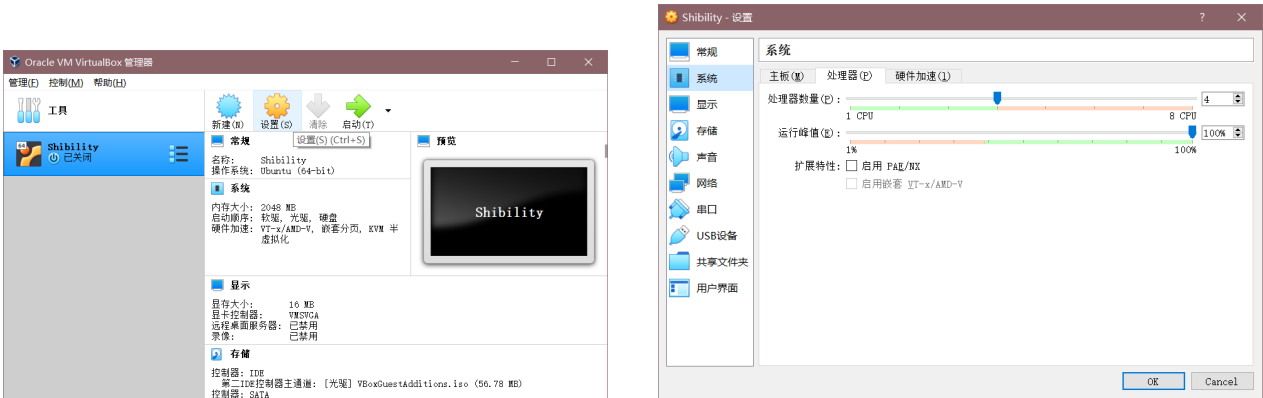 Oracle VM VirtualBox 管理器
管理(F) 控制(M) 帮助(H)
工具
新建(N) 设置(S) 清除 启动(T)
设置(S) (Ctrl+S)
64
Shibility
已关闭
常规
名称: Shibility
操作系统: Ubuntu (64-bit)
系统
内存大小: 2048 MB
启动顺序: 软驱, 光驱, 硬盘
硬件加速: VT-x/AMD-V, 嵌套分页, KVM 半
虚拟化
预览
Shibility
显示
显存大小: 16 MB
显卡控制器: VMSVGA
远程桌面服务器: 已禁用
录像: 已禁用
存储
控制器: IDE
第二IDE控制器主通道: [光驱] VBoxGuestAdditions.iso (56.78 MB)
控制器: SATA
Shibility - 设置
常规
系统
显示
存储
声音
网络
串口
USB设备
共享文件夹
用户界面
系统
主板(M) 处理器(P) 硬件加速(L)
处理器数量(P): 4
1 CPU 8 CPU
运行峰值(E): 100%
1% 100%
扩展特性: 启用 PAE/NX
启用嵌套 VT-x/AMD-V
OK Cancel